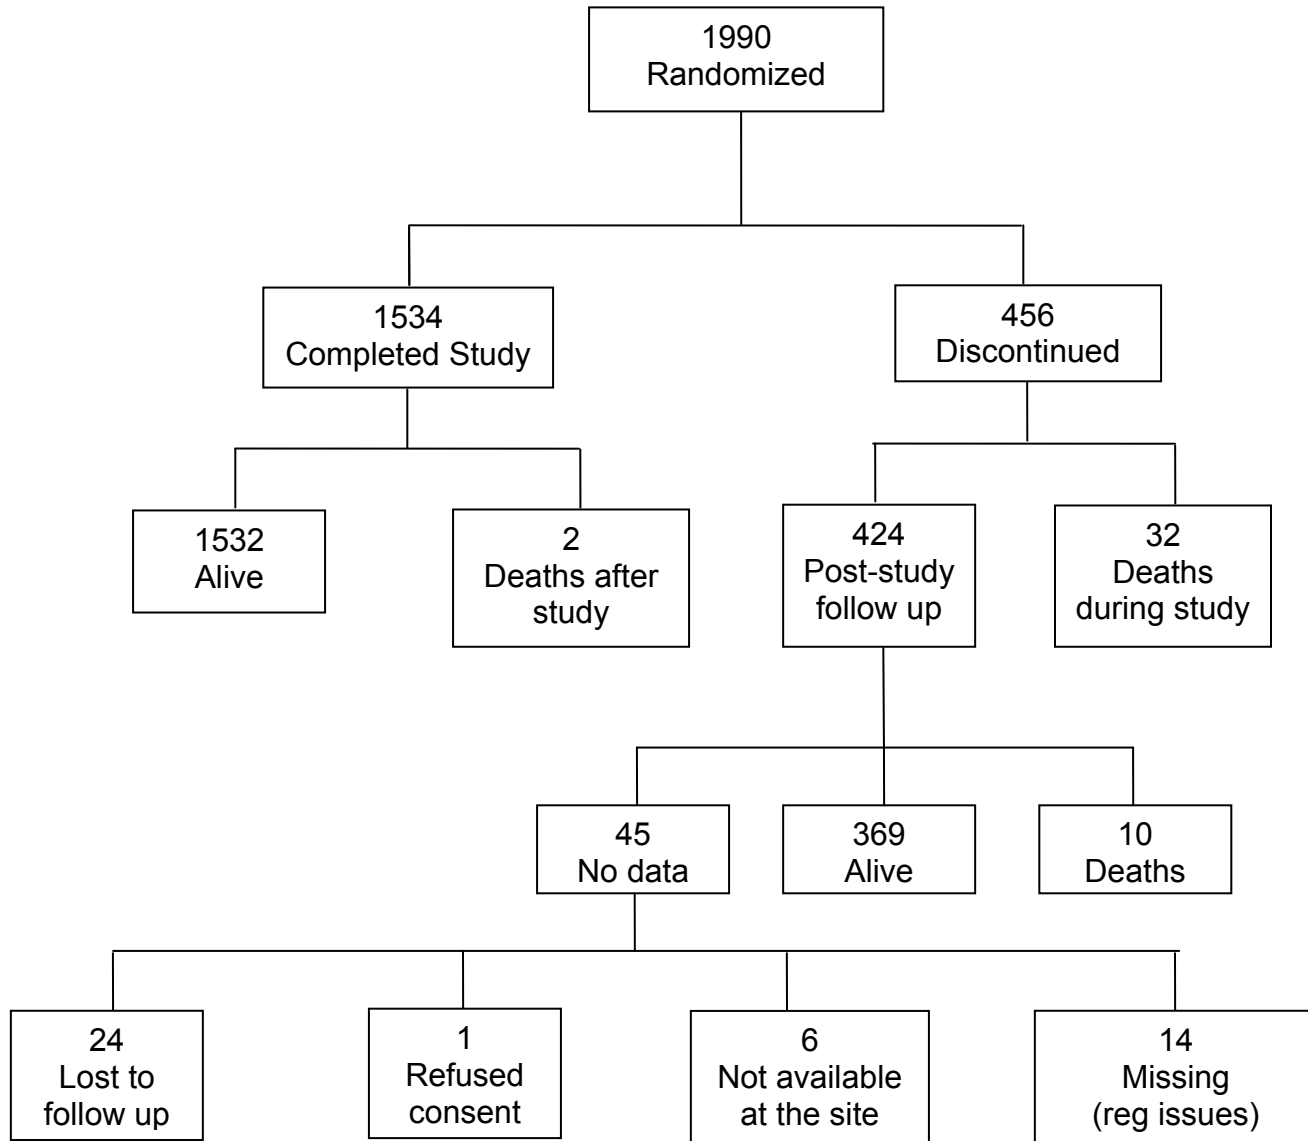 1990
Randomized
1534
Completed Study
456
Discontinued
1532
Alive
2
Deaths after
study
424
Post-study
follow up
32
Deaths
during study
45
No data
369
Alive
10
Deaths
24
Lost to
follow up
1
Refused
consent
6
Not available
at the site
14
Missing
(reg issues)